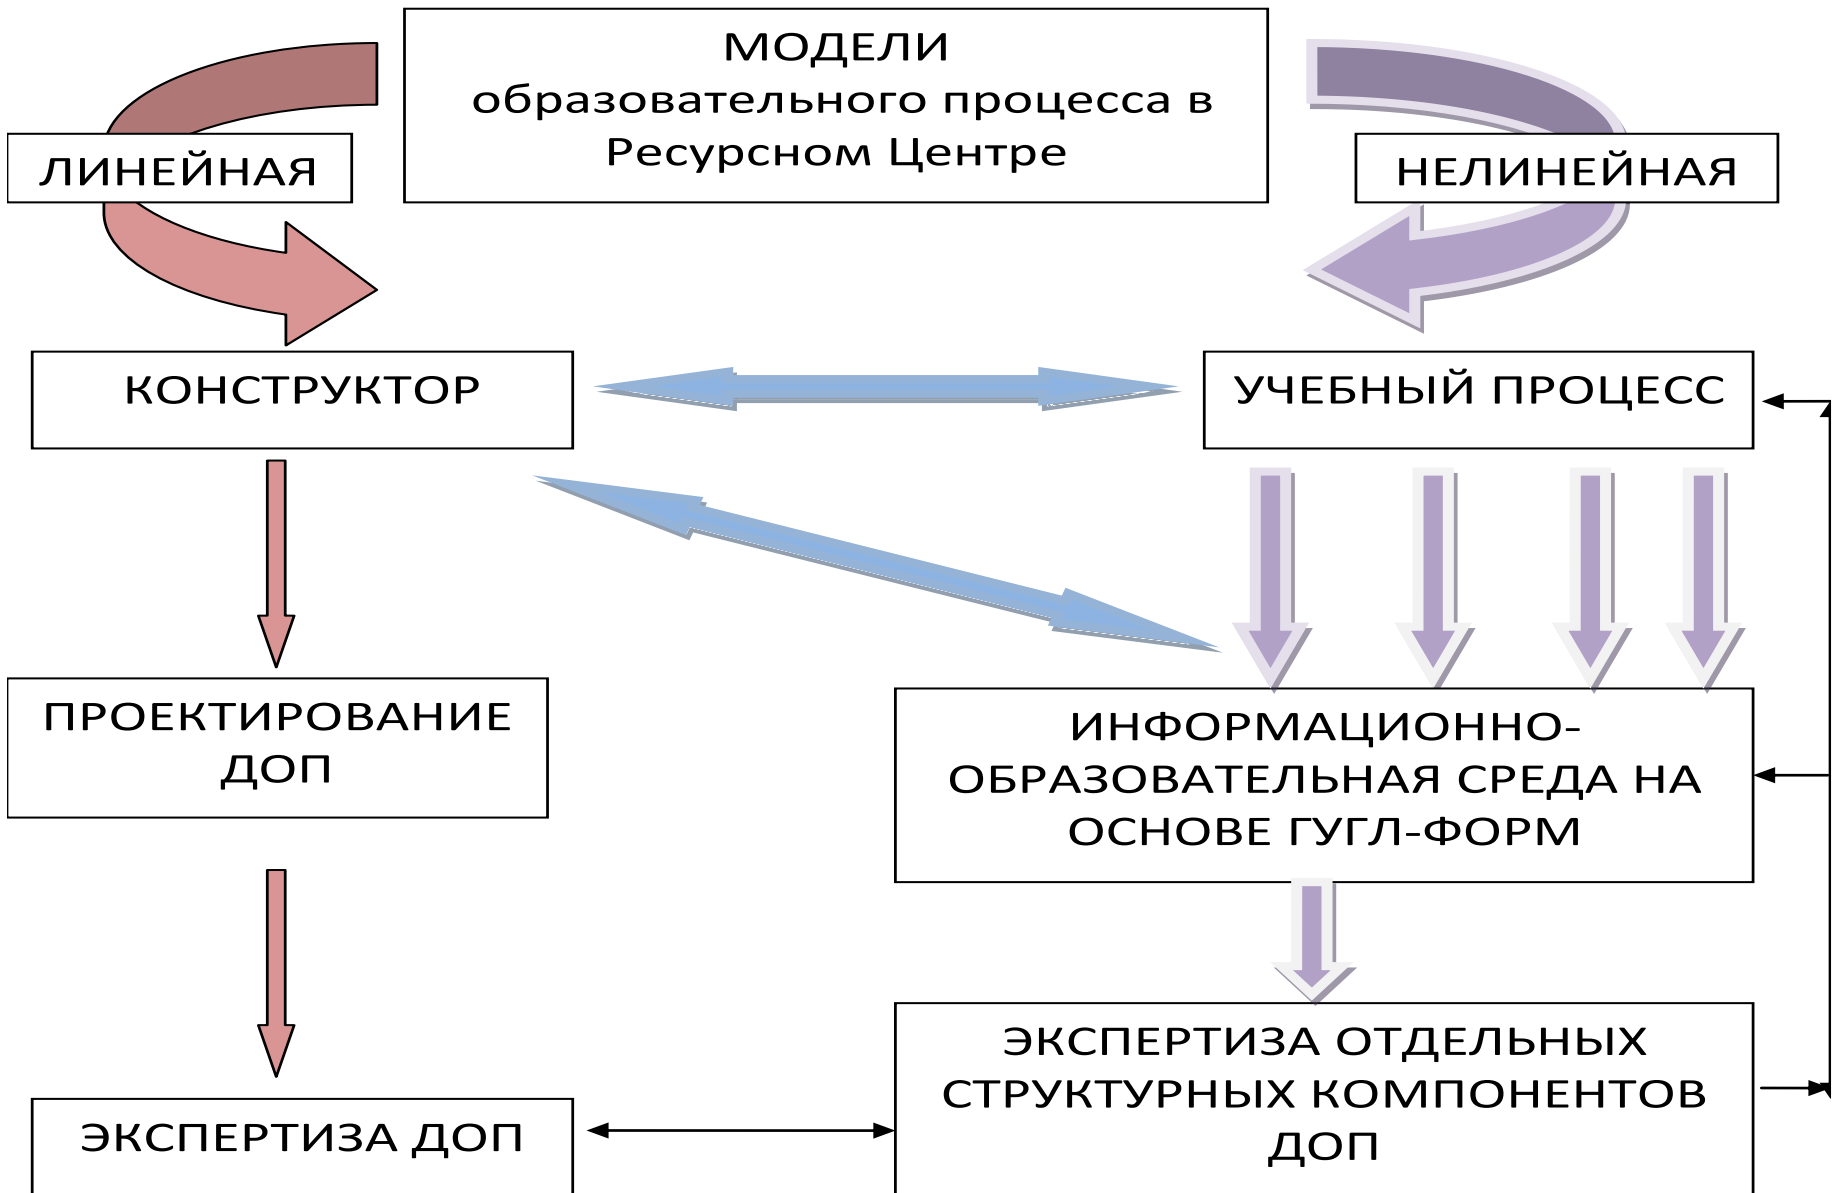 МОДЕЛИ
образовательного процесса в
Ресурсном Центре
ЛИНЕЙНАЯ
НЕЛИНЕЙНАЯ
КОНСТРУКТОР
УЧЕБНЫЙ ПРОЦЕСС
ПРОЕКТИРОВАНИЕ
ДОП
ИНФОРМАЦИОННО-
ОБРАЗОВАТЕЛЬНАЯ СРЕДА НА
ОСНОВЕ ГУГЛ-ФОРМ
ЭКСПЕРТИЗА ДОП
ЭКСПЕРТИЗА ОТДЕЛЬНЫХ
СТРУКТУРНЫХ КОМПОНЕНТОВ
ДОП